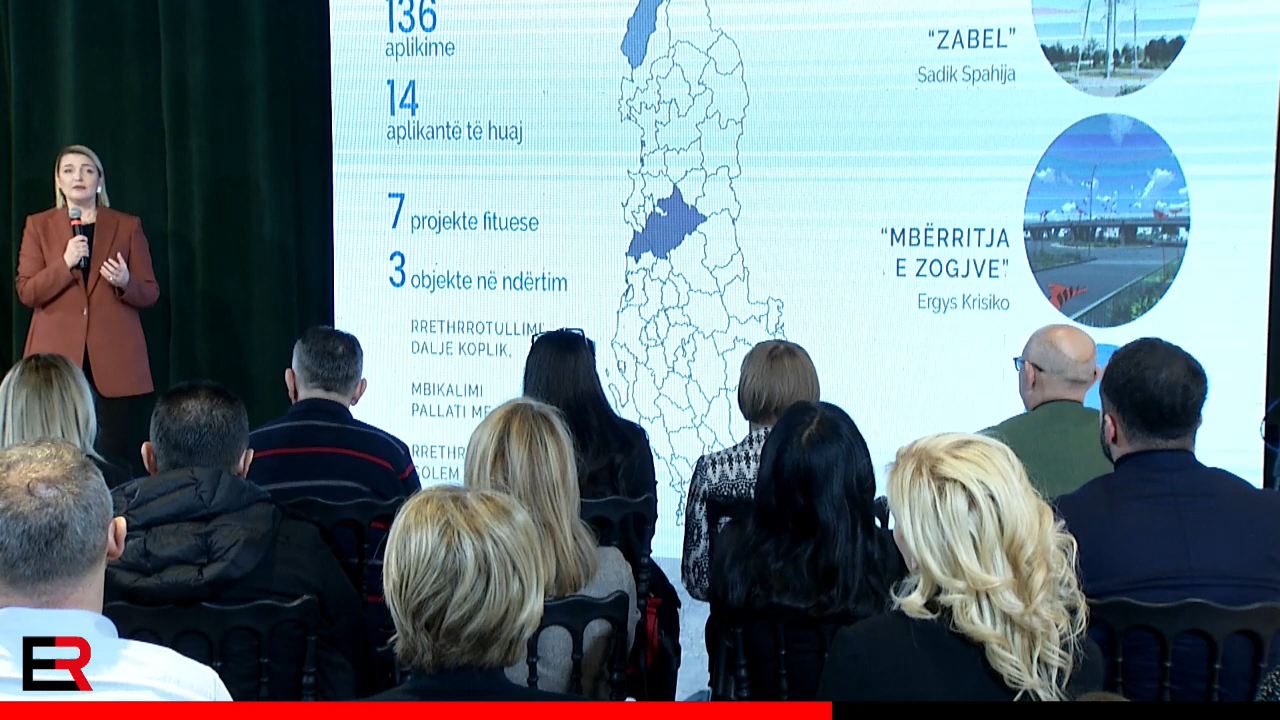 136
aplikime
14
aplikantë të huaj
7 projekte fituese
3 objekte në ndërtim
RRETHRROTULLIMI
DALJE KOPLIK,
MBIKALIMI
PALLATI
“ZABEL”
Sadik Spahija
“MBËRRITJA
E ZOGJVE”
Ergys Krisiko
ER